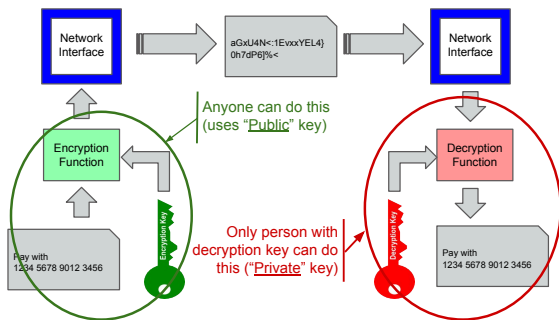 Network
Interface
aGxU4N<:1EvxxYEL4}
0h7dP6]%<
Network
Interface
Anyone can do this
(uses “Public” key)
Encryption
Function
Decryption
Function
Encryption Key
Decryption Key
Only person with
decryption key can do
this (“Private” key)
Pay with
1234 5678 9012 3456
Pay with
1234 5678 9012 3456